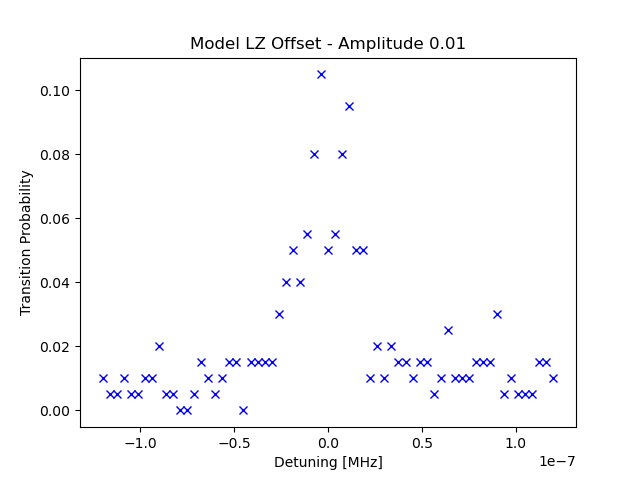 Model LZ Offset - Amplitude 0.01
Transition Probability
0.10
0.08
0.06
0.04
0.02
0.00
−1.0 −0.5 0.0 0.5 1.0
1e−7
Detuning [MHz]